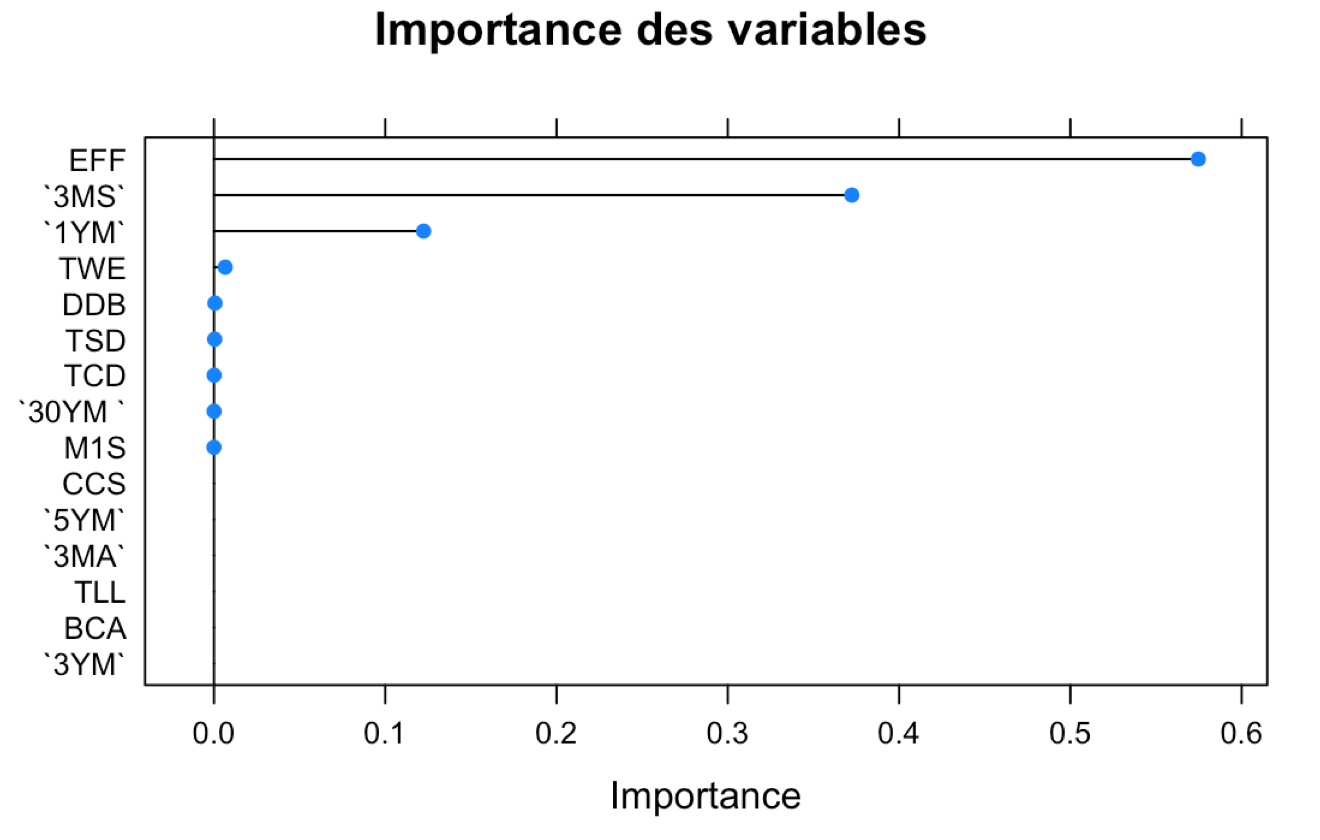 Importance des variables
EFF
`3MS`
`1YM`
TWE
DDB
TSD
TCD
`30YM `
M1S
CCS
`5YM`
`3MA`
TLL
BCA
`3YM`
0.0 0.1 0.2 0.3 0.4 0.5 0.6
Importance